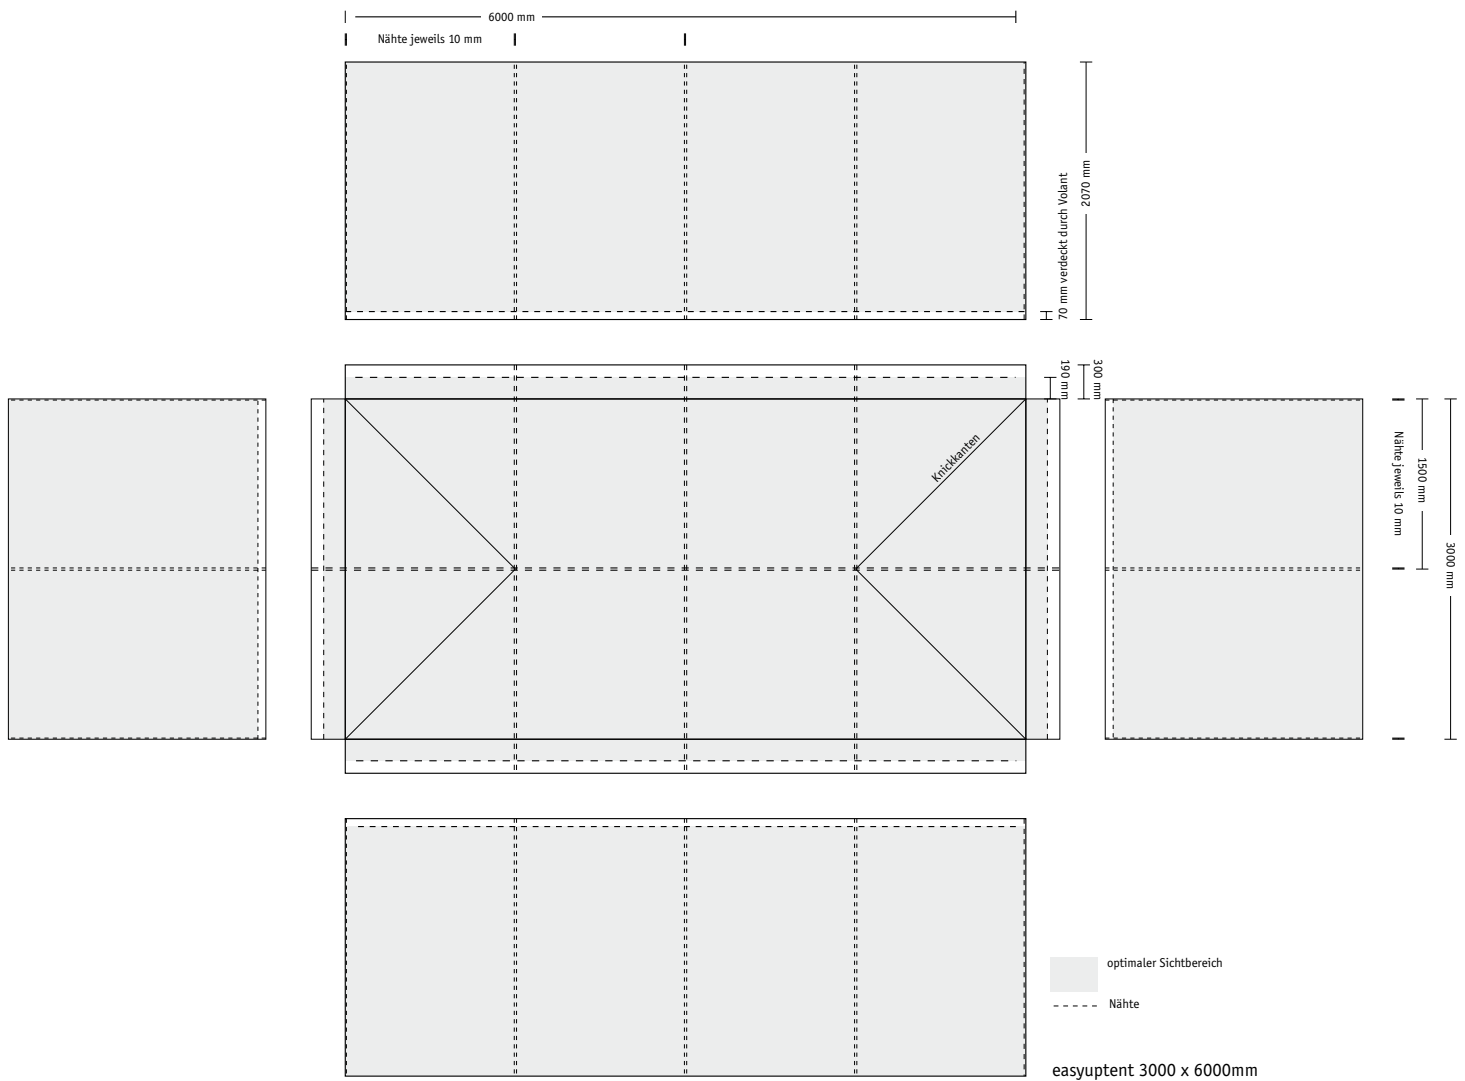 6000 mm
Nähte jeweils 10 mm
70 mm verdeckt durch Volant
2070 mm
190 mm
300 mm
Knickkanten
Nähte jeweils 10 mm
1500 mm
3000 mm
optimaler Sichtbereich
Nähte
easyuptent 3000 x 6000mm